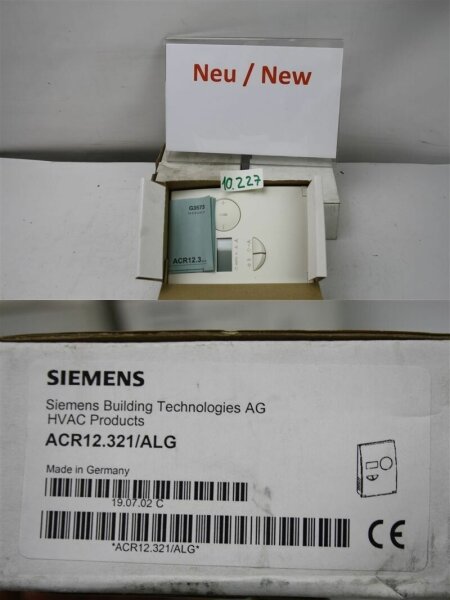 Neu / New
10.227
G3573
ACR12.3...
SIEMENS
Siemens Building Technologies AG
HVAC Products
ACR12.321/ALG
Made in Germany
19.07.02 C
*ACR12.321/ALG*
CE